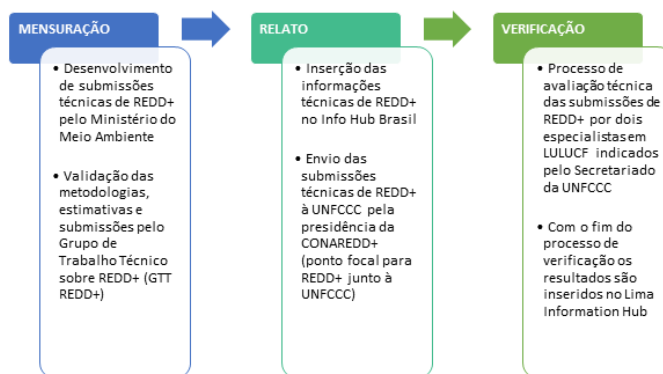 MENSURAÇÃO
• Desenvolvimento
de submissões
técnicas de REDD+
pelo Ministério do
Meio Ambiente
• Validação das
metodologias,
estimativas e
submissões pelo
Grupo de
Trabalho Técnico
sobre REDD+ (GTT
REDD+)
RELATO
• Inserção das
informações
técnicas de REDD+
no Info Hub Brasil
• Envio das
submissões
técnicas de REDD+
à UNFCCC pela
presidência da
CONAREDD+
(ponto focal para
REDD+ junto à
UNFCCC)
VERIFICAÇÃO
• Processo de
avaliação técnica
das submissões de
REDD+ por dois
especialistas em
LULUCF indicados
pelo Secretariado
da UNFCCC
• Com o fim do
processo de
verificação os
resultados são
inseridos no Lima
Information Hub